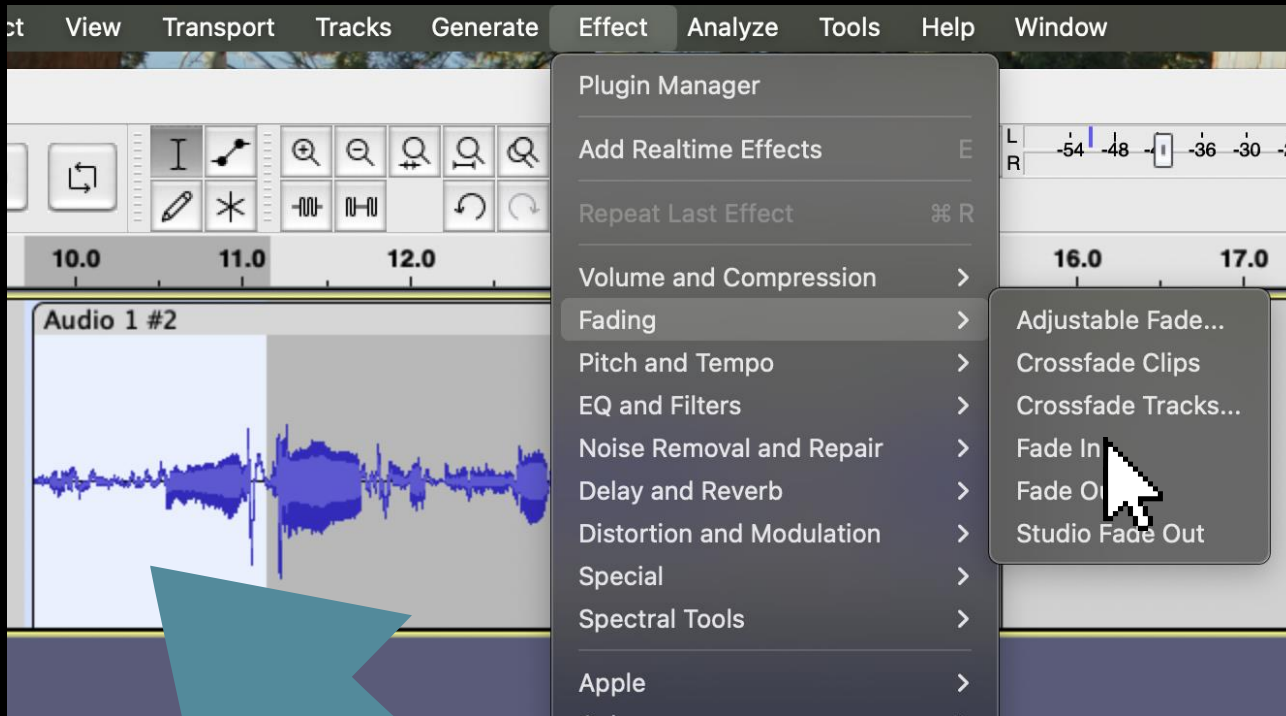 ct View Transport Tracks Generate Effect Analyze Tools Help Window
Plugin Manager
Add Realtime Effects E
Repeat Last Effect ⌘ R
L -54 -48 -36 -30
R
10.0 11.0 12.0 16.0 17.0
Audio 1 #2
Volume and Compression
Fading
Pitch and Tempo
EQ and Filters
Noise Removal and Repair
Delay and Reverb
Distortion and Modulation
Special
Spectral Tools
Apple
Adjustable Fade...
Crossfade Clips
Crossfade Tracks...
Fade In
Fade Ou
Studio Fade Out